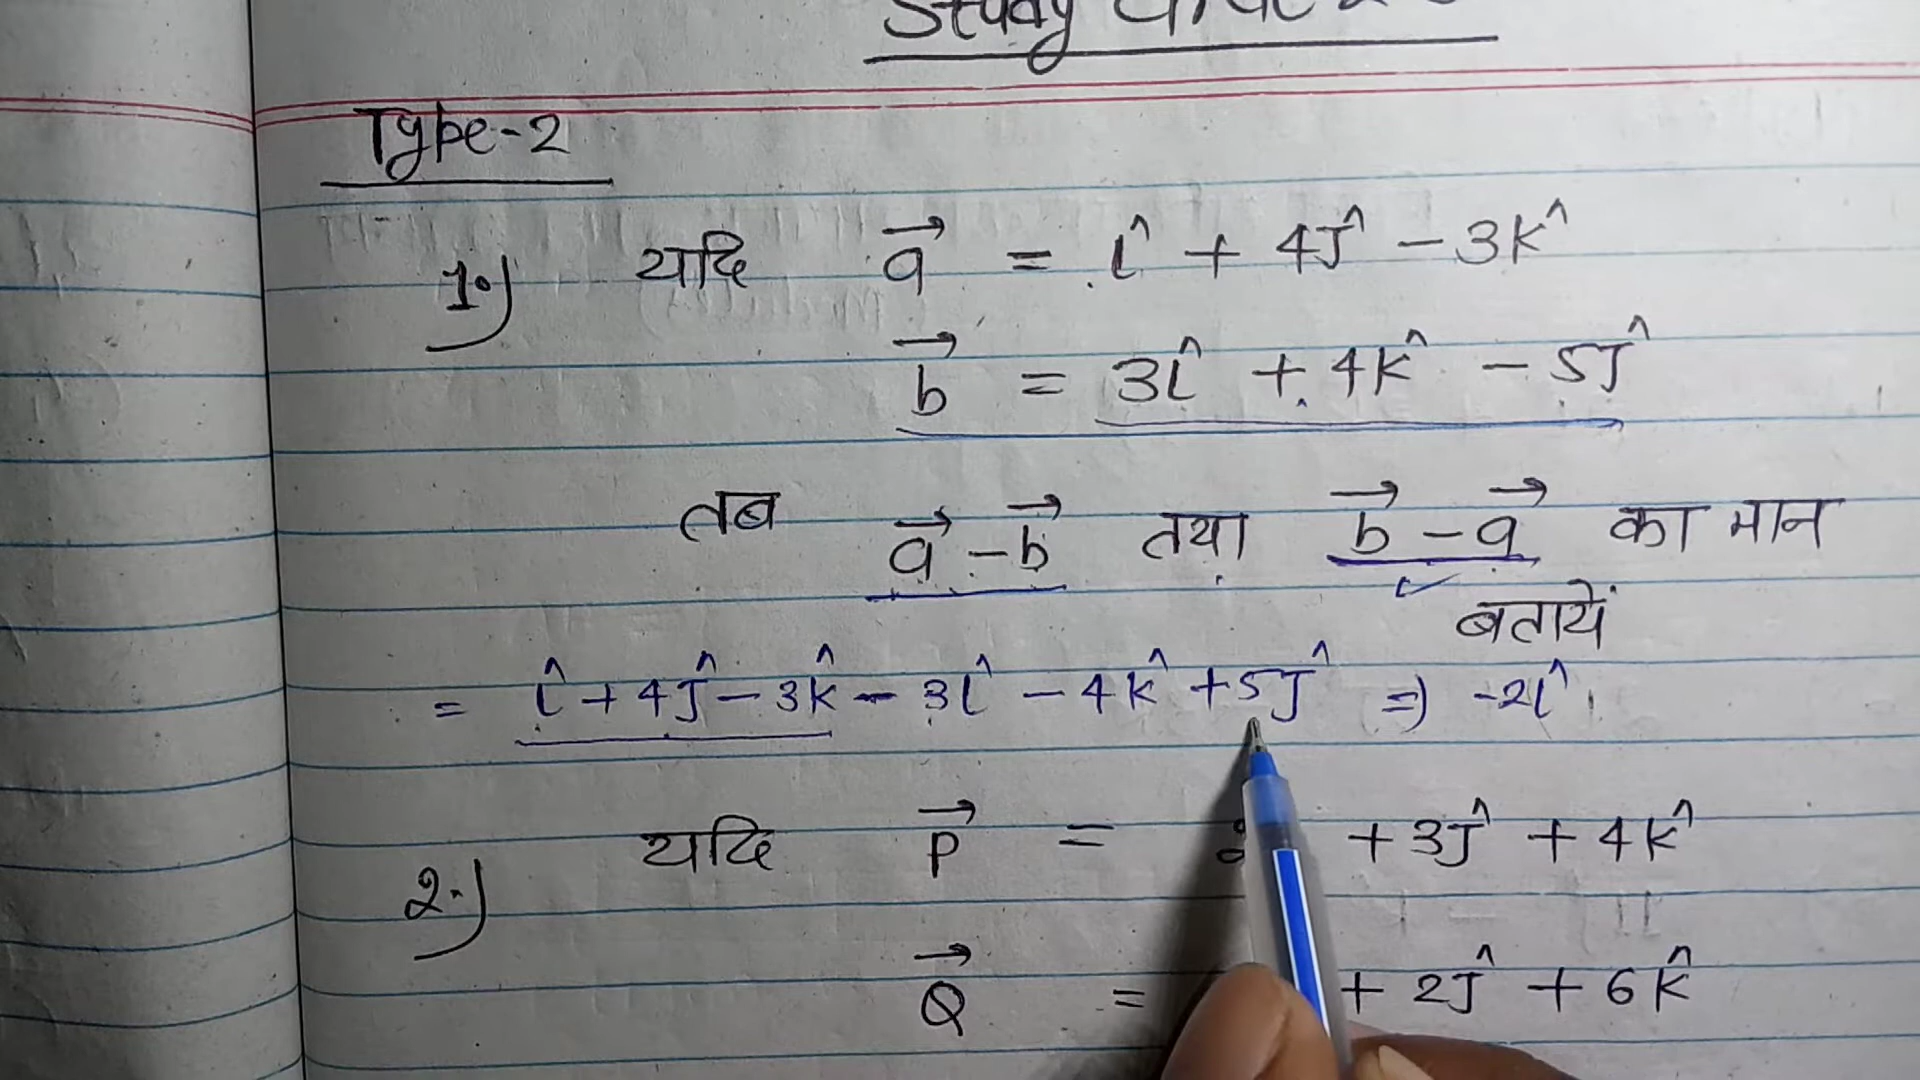 Study
Type-2
1.) यदि a⃗ = î + 4ĵ - 3k̂
b⃗ = 3î + 4k̂ - 5ĵ
तब a⃗ - b⃗ तथा b⃗ - a⃗ का मान
बतायें
= î + 4ĵ - 3k̂ - 3î - 4k̂ + 5ĵ => -2î
2.) यदि P⃗ = + 3ĵ + 4k̂
Q⃗ = + 2ĵ + 6k̂